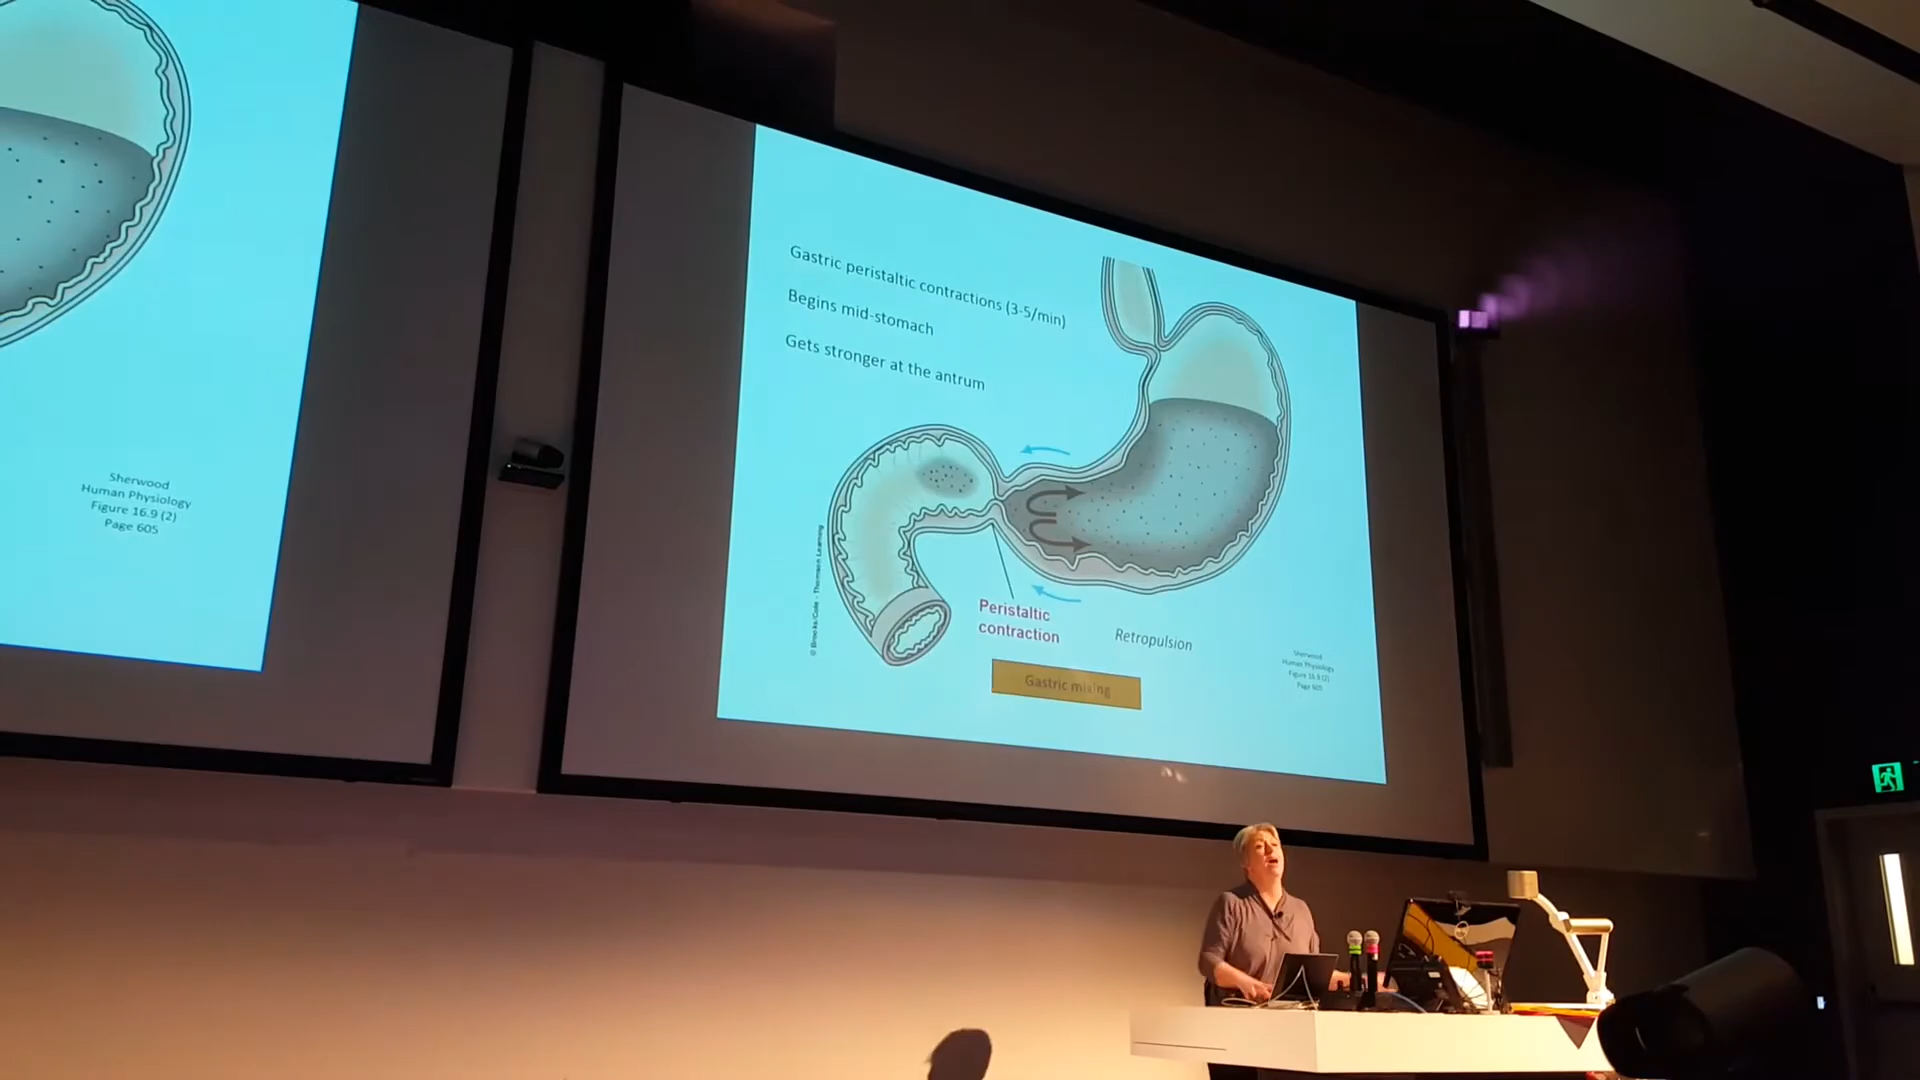 Sherwood
Human Physiology
Figure 16.9 (2)
Page 605
Gastric peristaltic contractions (3-5/min)
Begins mid-stomach
Gets stronger at the antrum
© Brooks/Cole - Thomson Learning
Peristaltic
contraction
Retropulsion
Gastric mixing
Sherwood
Human Physiology
Figure 16.9 (2)
Page 605